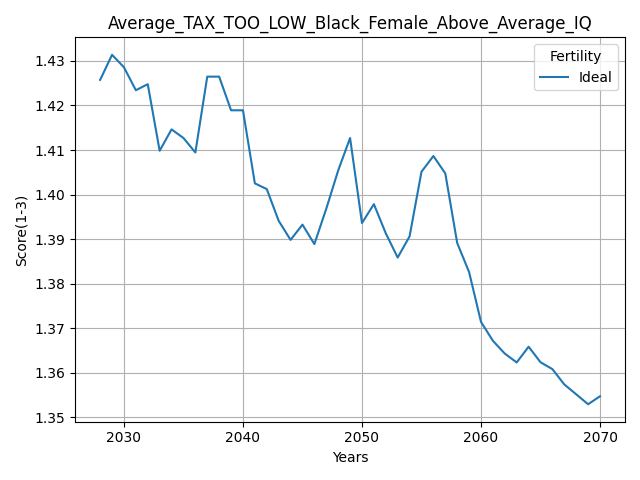 Average_TAX_TOO_LOW_Black_Female_Above_Average_IQ
Fertility
Ideal
Score(1-3)
1.43
1.42
1.41
1.40
1.39
1.38
1.37
1.36
1.35
2030 2040 2050 2060 2070
Years